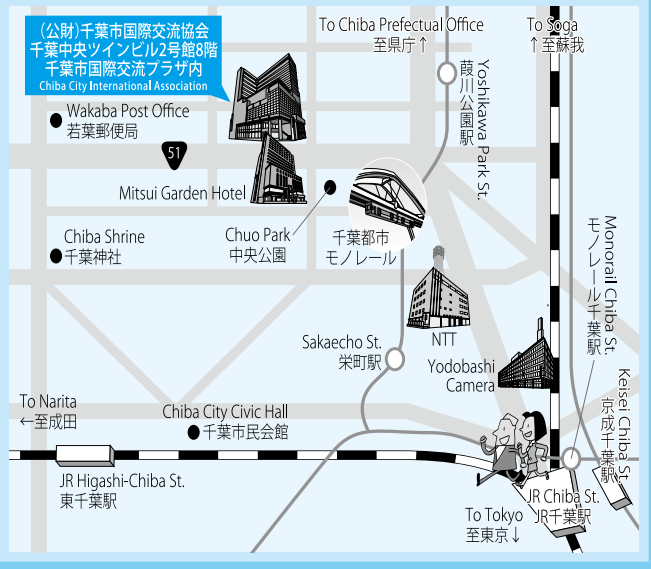 (公財)千葉市国際交流協会
千葉中央ツインビル2号館8階
千葉市国際交流プラザ内
Chiba City International Association
To Chiba Prefectual Office
至県庁↑
To Soga
↑至蘇我
Yoshikawa Park St.
葭川公園駅
Wakaba Post Office
若葉郵便局
51
Mitsui Garden Hotel
Chuo Park
中央公園
千葉都市
モノレール
Chiba Shrine
千葉神社
Monorail Chiba St.
モノレール千葉駅
NTT
Sakaecho St.
栄町駅
Yodobashi
Camera
Keisei Chiba St.
京成千葉駅
To Narita
←至成田
Chiba City Civic Hall
千葉市民会館
JR Higashi-Chiba St.
東千葉駅
JR Chiba St.
JR千葉駅
To Tokyo
至東京↓